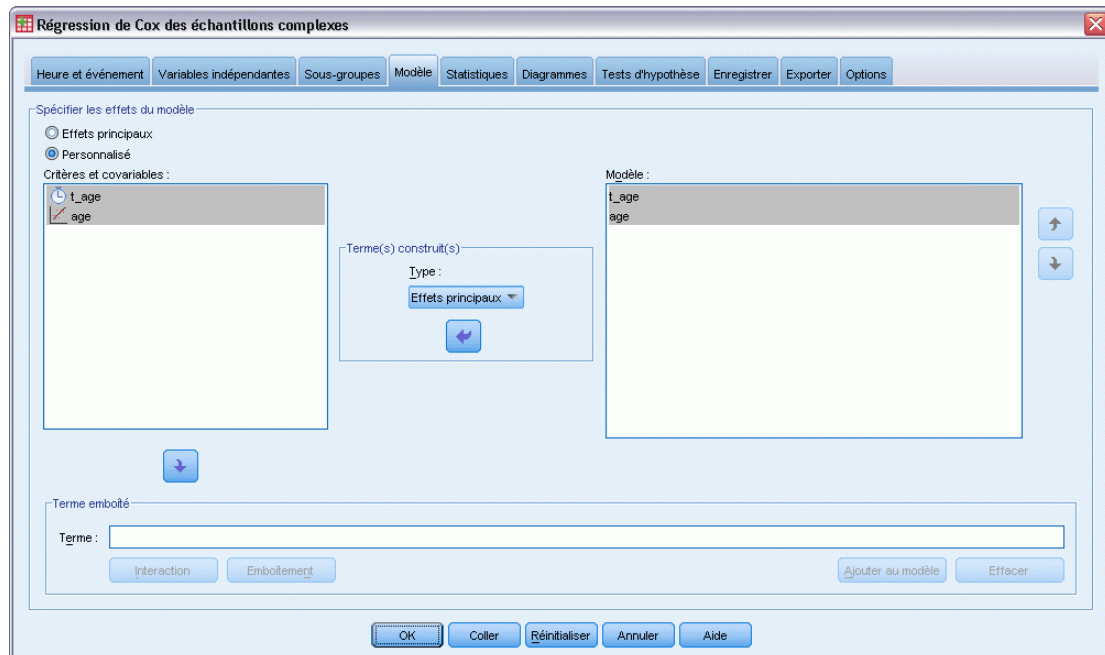 Régression de Cox des échantillons complexes
Heure et événement Variables indépendantes Sous-groupes Modèle Statistiques Diagrammes Tests d'hypothèse Enregistrer Exporter Options
Spécifier les effets du modèle
Effets principaux
Personnalisé
Critères et covariables :
t_age
age
Terme(s) construit(s)
Type :
Effets principaux
Modèle :
t_age
age
Terme emboîté
Terme :
Interaction Emboîtement Ajouter au modèle Effacer
OK Coller Réinitialiser Annuler Aide